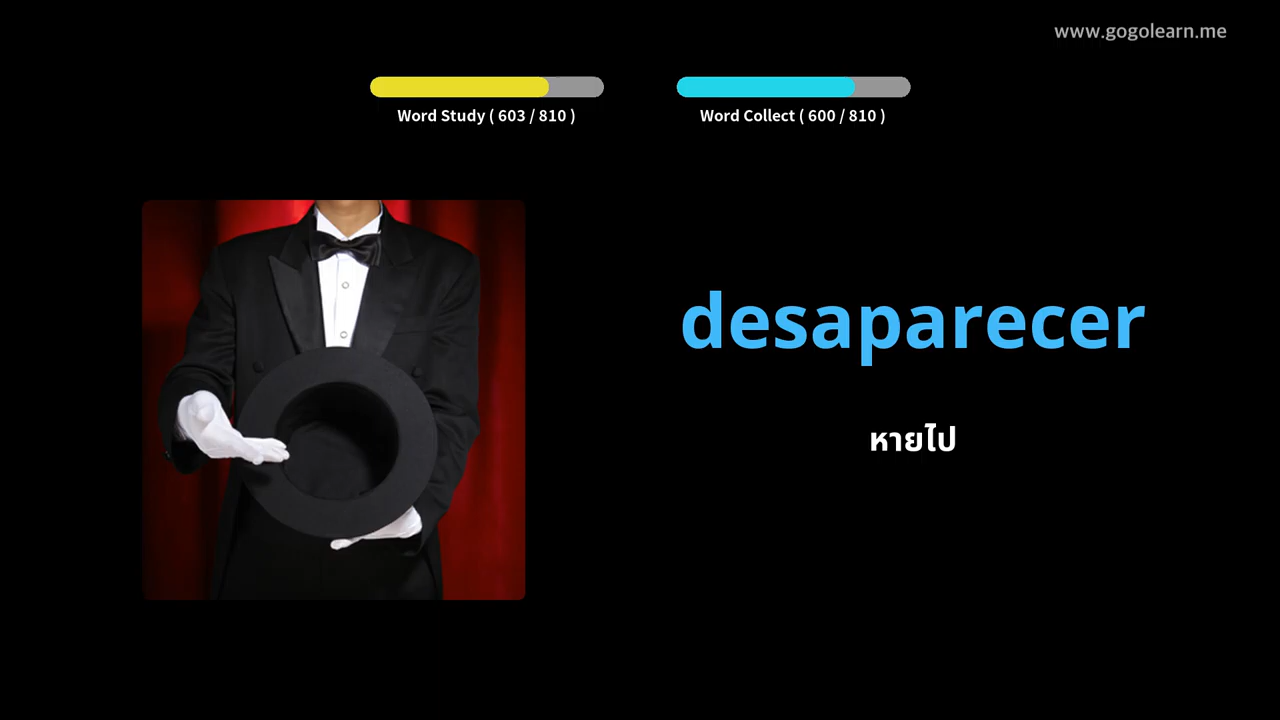 www.gogolearn.me
Word Study ( 603 / 810 )
Word Collect ( 600 / 810 )
desaparecer
หายไป